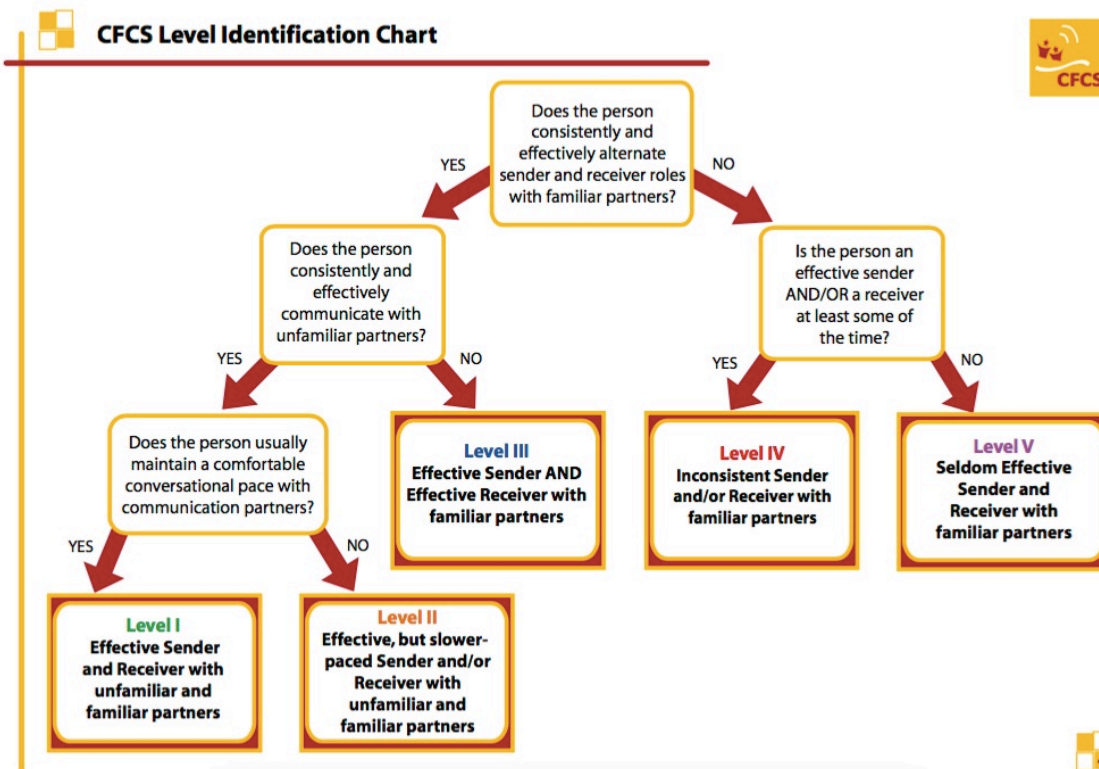 CFCS Level Identification Chart
CFCS
Does the person
consistently and
effectively alternate
sender and receiver roles
with familiar partners?
YES
NO
Does the person
consistently and
effectively
communicate with
unfamiliar partners?
Is the person an
effective sender
AND/OR a receiver
at least some of
the time?
YES
NO
YES
NO
Does the person usually
maintain a comfortable
conversational pace with
communication partners?
Level III
Effective Sender AND
Effective Receiver with
familiar partners
Level IV
Inconsistent Sender
and/or Receiver with
familiar partners
Level V
Seldom Effective
Sender and
Receiver with
familiar partners
YES
NO
Level I
Effective Sender
and Receiver with
unfamiliar and
familiar partners
Level II
Effective, but slower-
paced Sender and/or
Receiver with
unfamiliar and
familiar partners